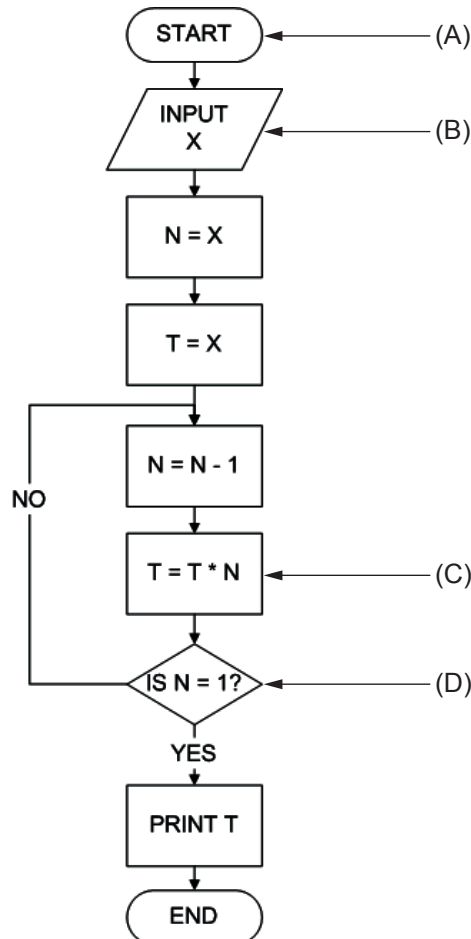 START
(A)
INPUT
X
(B)
N = X
T = X
N = N - 1
NO
T = T * N
(C)
IS N = 1?
(D)
YES
PRINT T
END